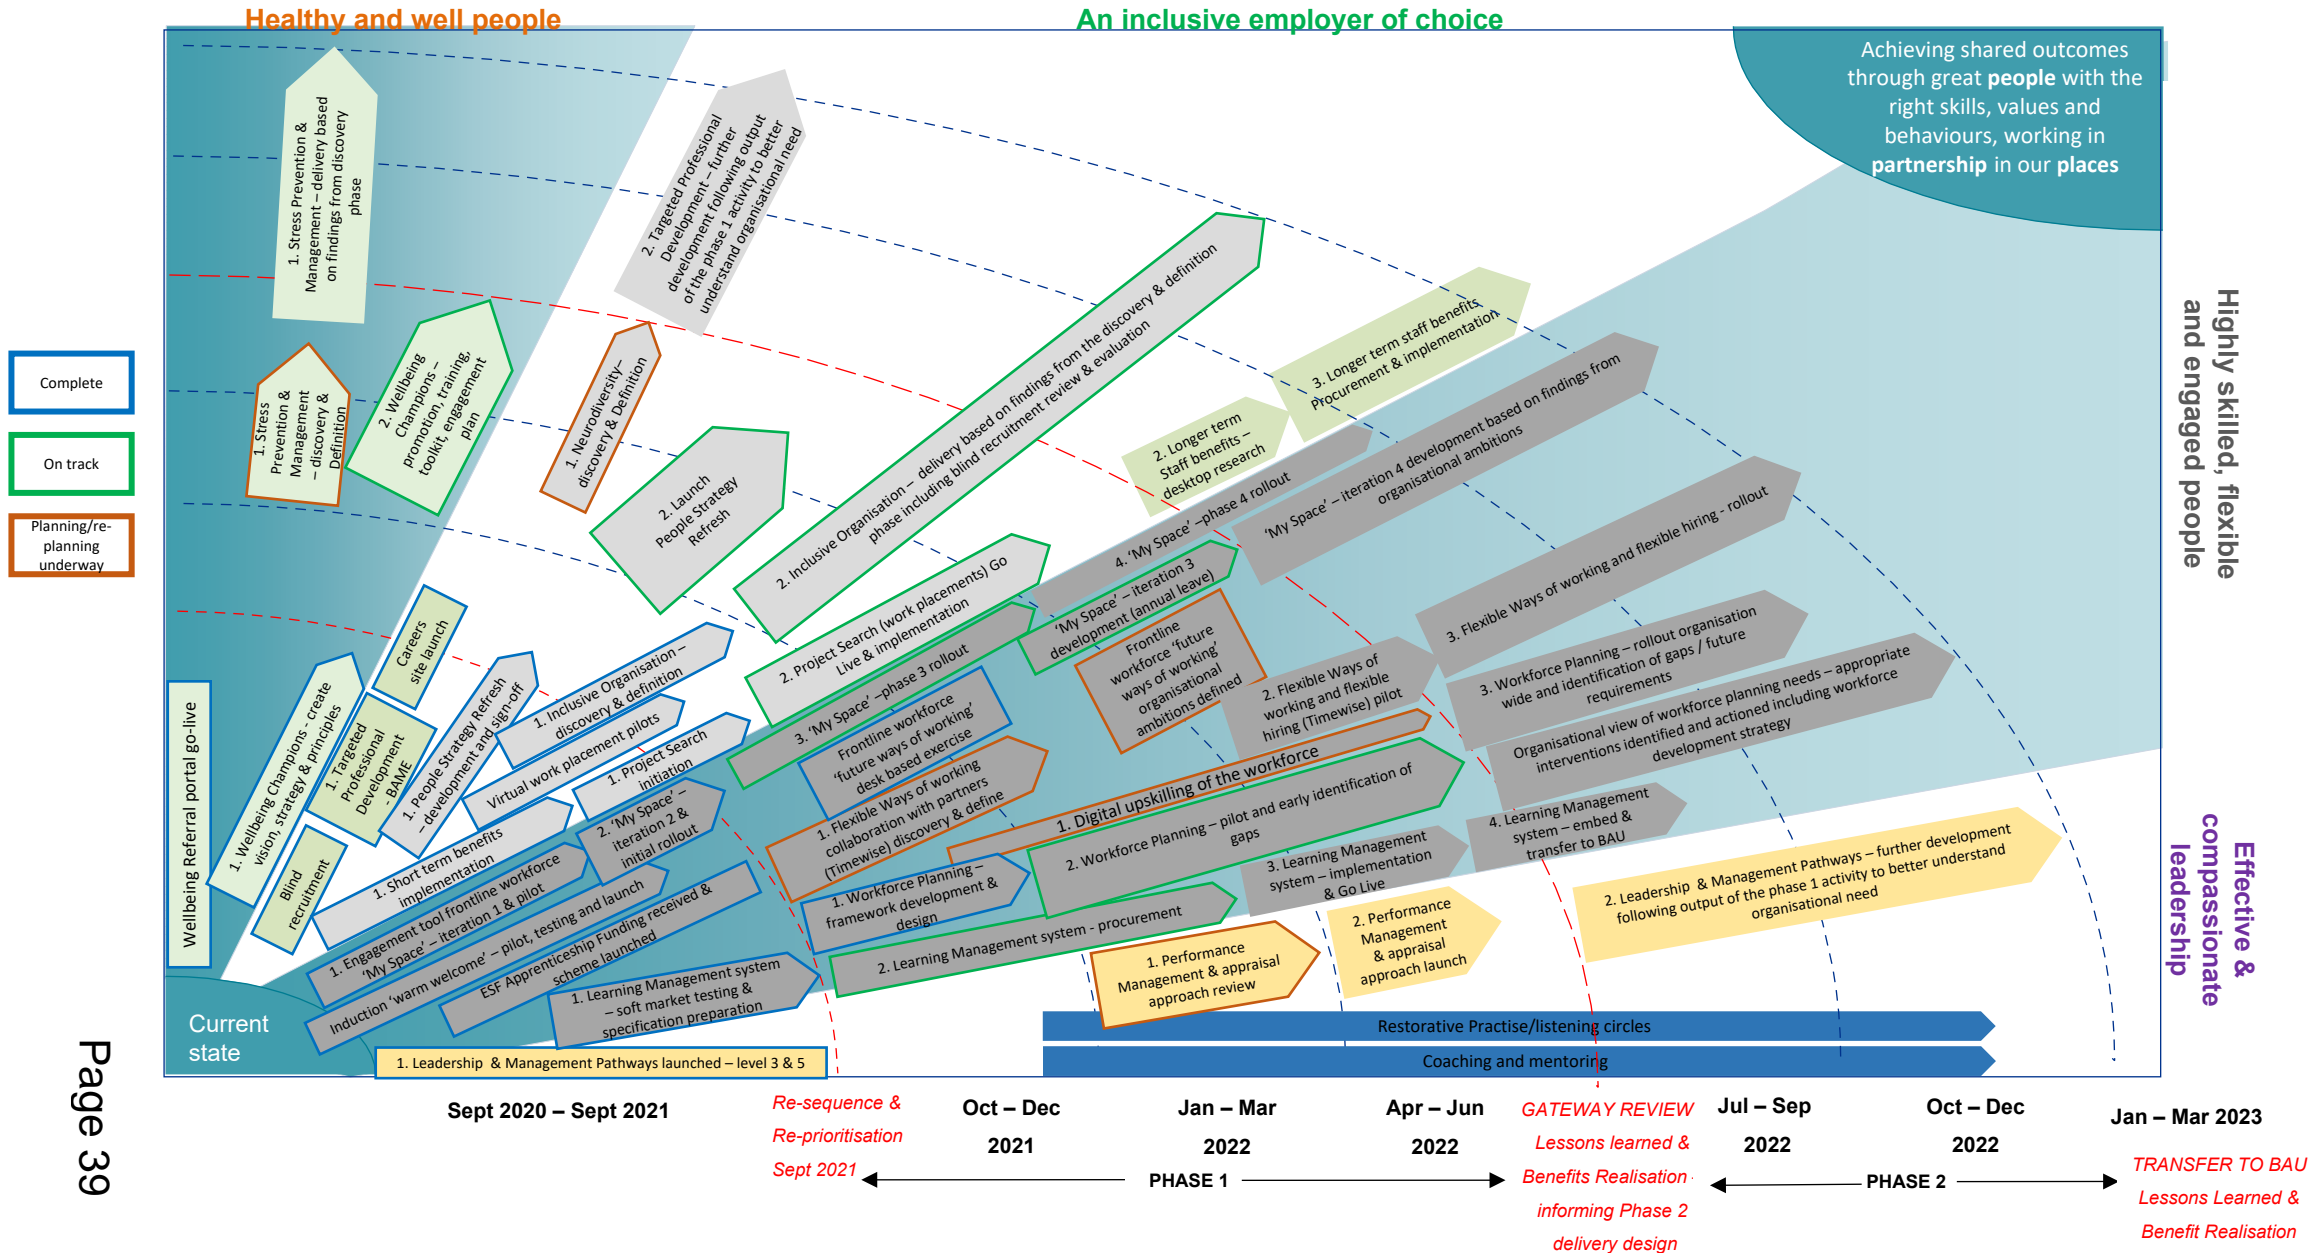 Healthy and well people
An inclusive employer of choice
Achieving shared outcomes
through great people with the
right skills, values and
behaviours, working in
partnership in our places
Highly skilled, flexible
and engaged people
Effective &
compassionate
leadership
Complete
On track
Planning/re-
planning
underway
1. Stress Prevention &
Management – delivery based
on findings from discovery
phase
1. Stress
Prevention &
Management
– discovery &
Definition
2. Wellbeing
Champions –
promotion, training,
toolkit, engagement
plan
2. Targeted Professional
Development – further
development following output
of the phase 1 activity to better
understand organisational need
1. Neurodiversity–
discovery & Definition
2. Launch
People Strategy
Refresh
2. Inclusive Organisation – delivery based on findings from the discovery & definition
phase including blind recruitment review & evaluation
2. Longer term
Staff benefits –
desktop research
3. Longer term staff benefits
Procurement & implementation
Wellbeing Referral portal go-live
1. Wellbeing Champions - create
vision, strategy & principles
Careers
site launch
1. Targeted
Professional
Development
- BAME
Blind
recruitment
1. People Strategy Refresh
– development and sign-off
1. Inclusive Organisation –
discovery & definition
Virtual work placement pilots
1. Project Search
initiation
1. Short term benefits
implementation
2. Project Search (work placements) Go
Live & implementation
1. Engagement tool frontline workforce
‘My Space’ – iteration 1 & pilot
2. ‘My Space’ –
iteration 2 &
initial rollout
3. ‘My Space’ –phase 3 rollout
4. ‘My Space’ –phase 4 rollout
‘My Space’ – iteration 3
development (annual leave)
‘My Space’ – iteration 4 development based on findings from
organisational ambitions
Induction ‘warm welcome’ – pilot, testing and launch
ESF Apprenticeship Funding received &
scheme launched
Frontline workforce
‘future ways of working’
desk based exercise
Frontline
workforce ‘future
ways of working’
organisational
ambitions defined
1. Flexible Ways of working
collaboration with partners
(Timewise) discovery & define
2. Flexible Ways of
working and flexible
hiring (Timewise) pilot
3. Flexible Ways of working and flexible hiring - rollout
1. Digital upskilling of the workforce
1. Workforce Planning –
framework development &
design
2. Workforce Planning – pilot and early identification of
gaps
3. Workforce Planning – rollout organisation
wide and identification of gaps / future
requirements
Organisational view of workforce planning needs – appropriate
interventions identified and actioned including workforce
development strategy
1. Learning Management system
– soft market testing &
specification preparation
2. Learning Management system - procurement
3. Learning Management
system – implementation
& Go Live
4. Learning Management
system – embed &
transfer to BAU
1. Performance
Management & appraisal
approach review
2. Performance
Management
& appraisal
approach launch
2. Leadership & Management Pathways – further development
following output of the phase 1 activity to better understand
organisational need
Current
state
1. Leadership & Management Pathways launched – level 3 & 5
Restorative Practise/listening circles
Coaching and mentoring
Page 39
Sept 2020 – Sept 2021
Re-sequence &
Re-prioritisation
Sept 2021
Oct – Dec
2021
Jan – Mar
2022
Apr – Jun
2022
PHASE 1
GATEWAY REVIEW
Lessons learned &
Benefits Realisation -
informing Phase 2
delivery design
Jul – Sep
2022
Oct – Dec
2022
PHASE 2
Jan – Mar 2023
TRANSFER TO BAU
Lessons Learned &
Benefit Realisation